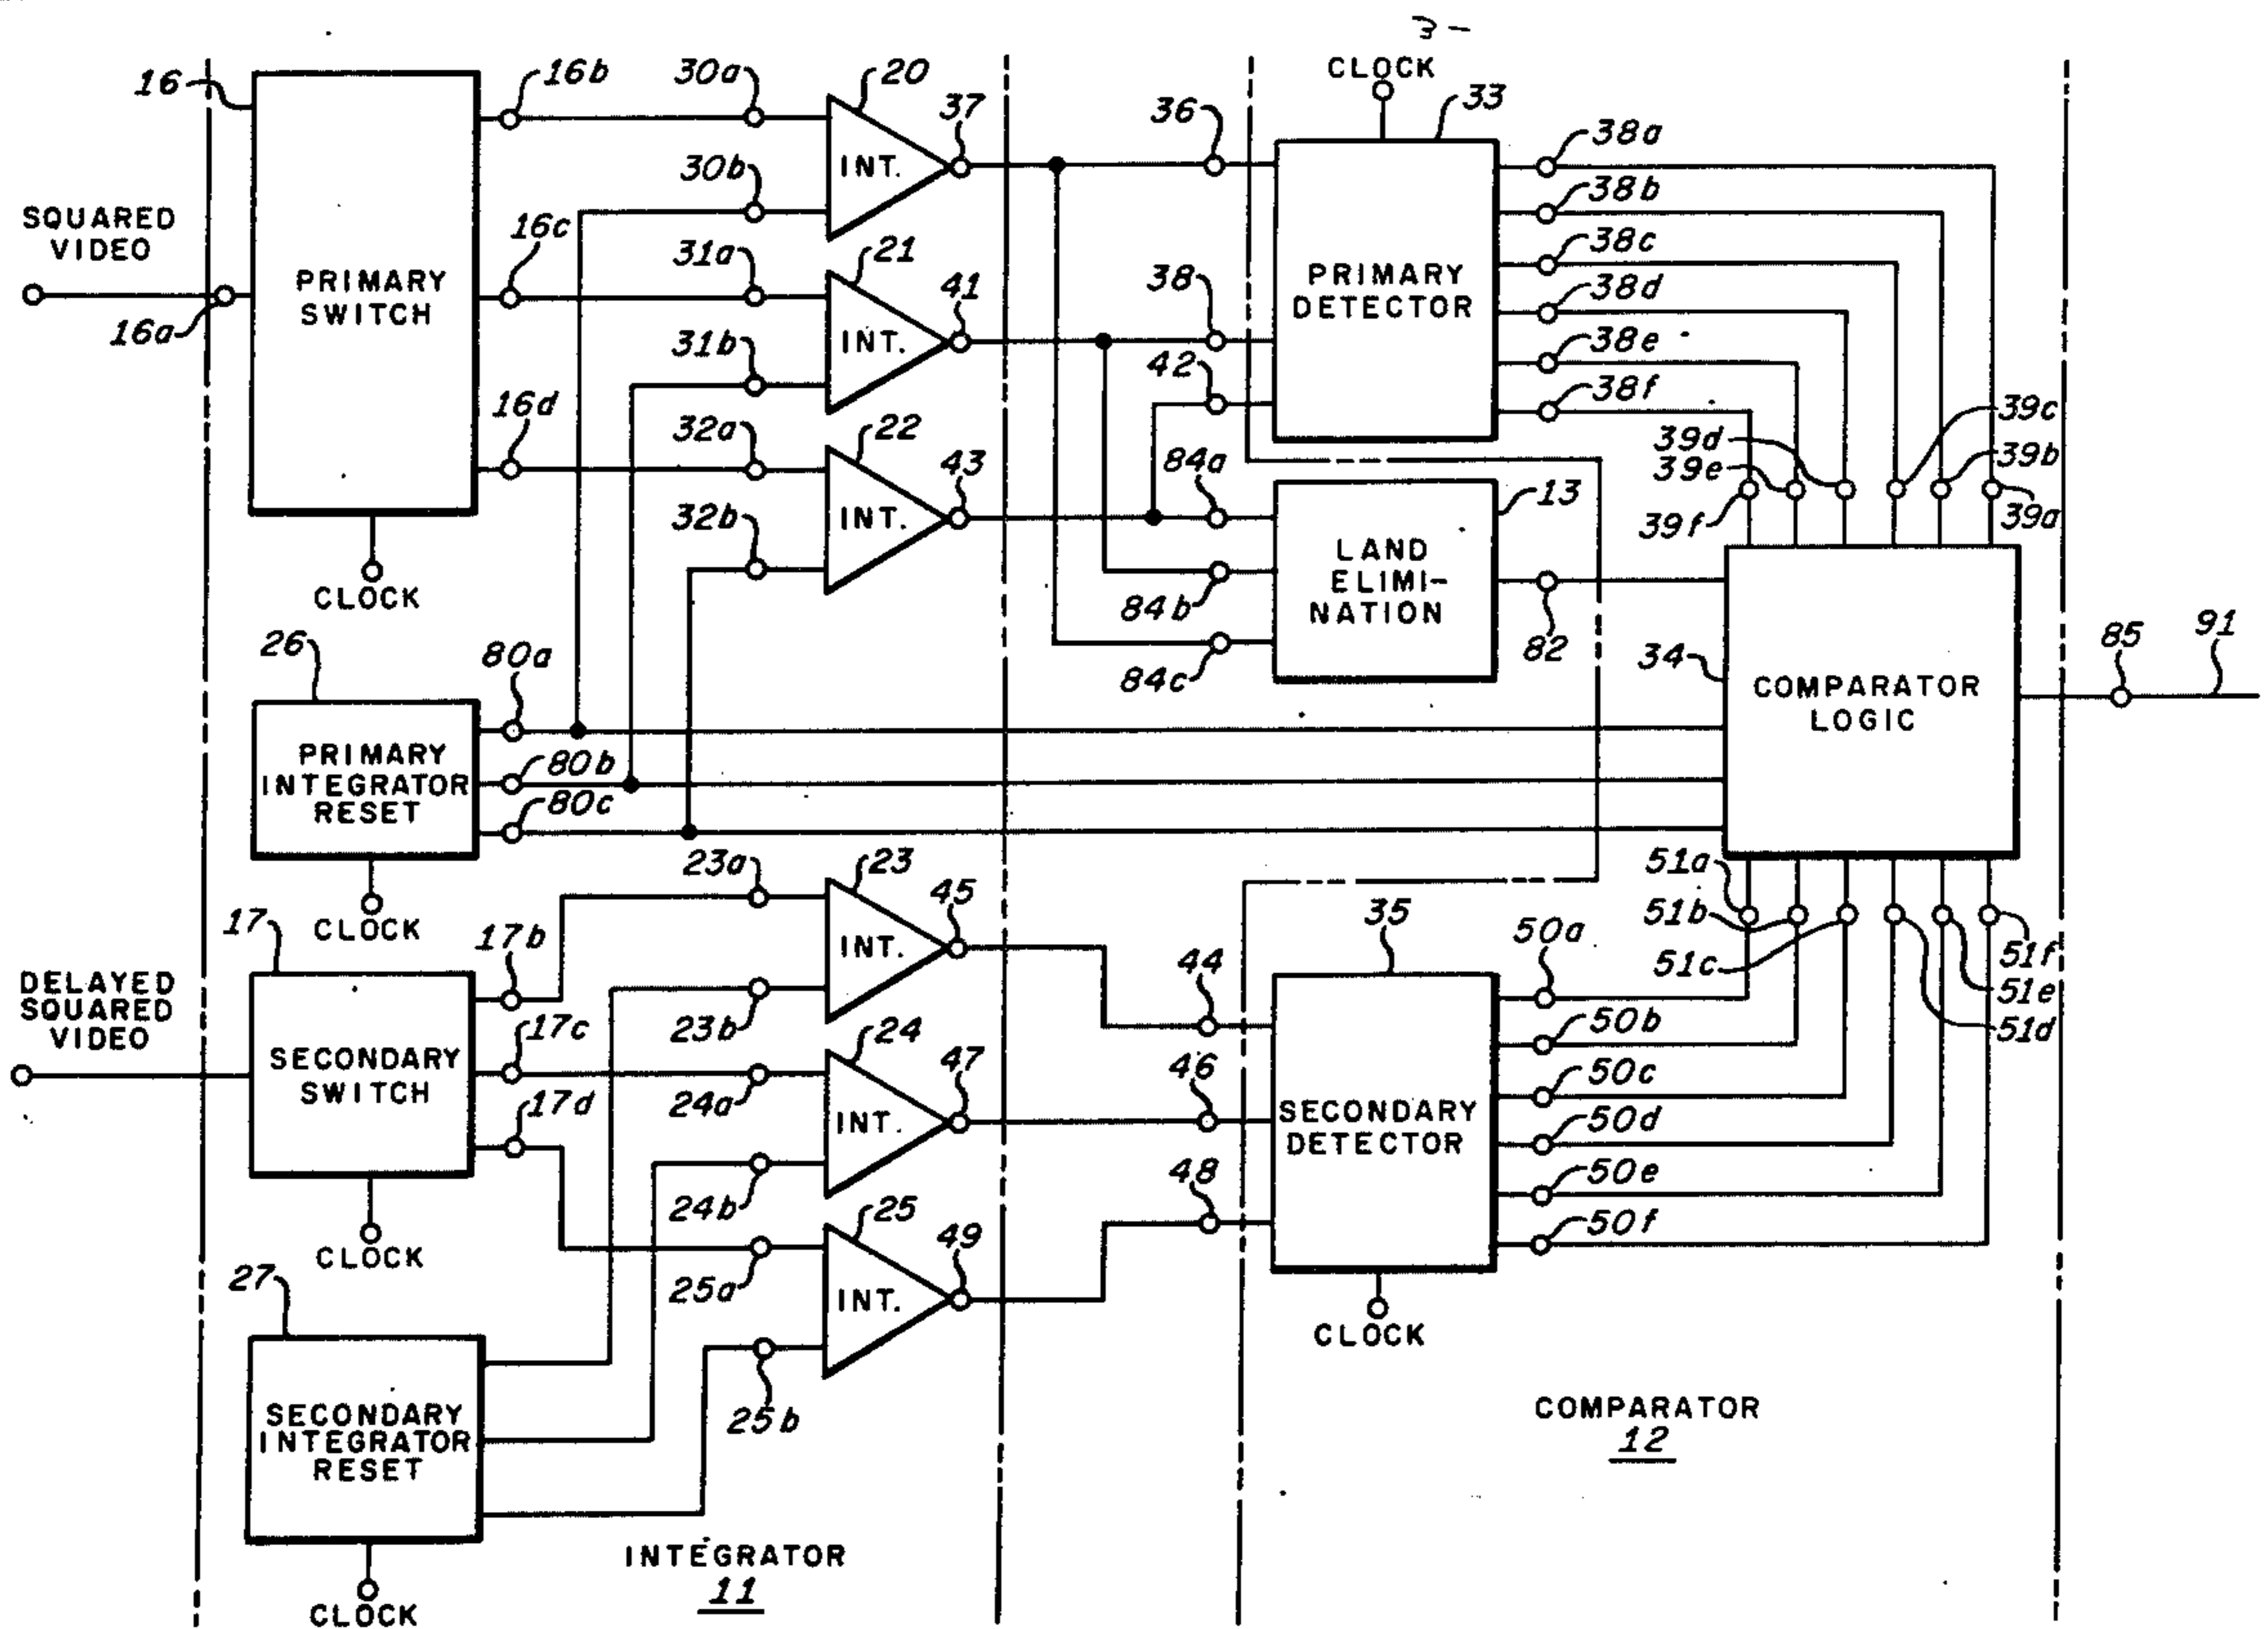 3-
CLOCK
16
16b
30a
20
37
36
33
38a
INT.
30b
38b
SQUARED
VIDEO
16c
31a
21
38c
PRIMARY
SWITCH
PRIMARY
DETECTOR
38
41
38d
16a
31b
INT.
42
38e
16d
32a
22
38f
39c
43
84a
39d
39b
39e
13
32b
INT.
39f
39a
CLOCK
LAND
ELIMI-
NATION
84b
26
80a
84c
82
34
85
91
COMPARATOR
LOGIC
PRIMARY
INTEGRATOR
RESET
80b
80c
23a
23
51a
CLOCK
17
17b
45
35
50a
51b
INT.
44
51c
51f
DELAYED
SQUARED
VIDEO
17c
23b
24
50b
51e
51d
SECONDARY
SWITCH
47
46
50c
17d
24a
INT.
SECONDARY
DETECTOR
50d
24b
25
48
50e
CLOCK
49
50f
27
25a
INT.
CLOCK
25b
SECONDARY
INTEGRATOR
RESET
COMPARATOR
12
INTEGRATOR
11
CLOCK